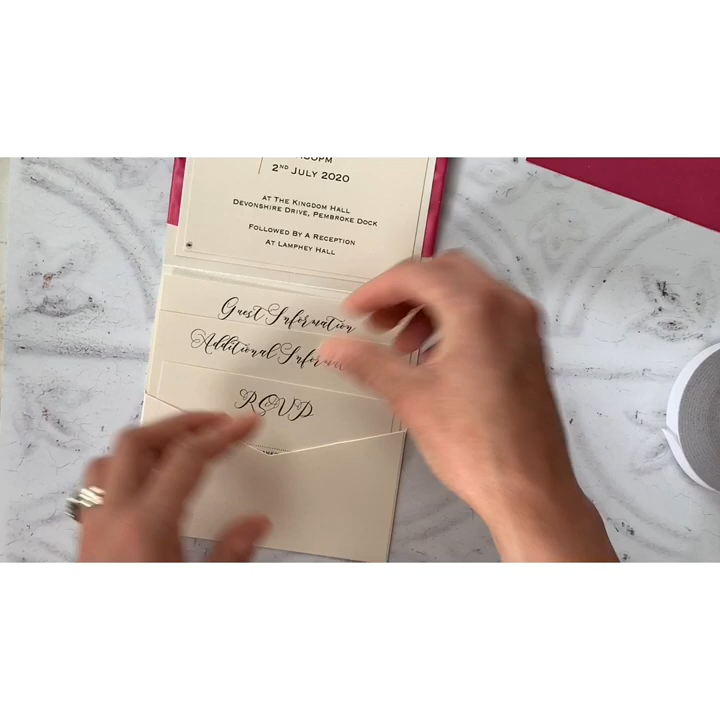 2ND JULY 2020
AT THE KINGDOM HALL
DEVONSHIRE DRIVE, PEMBROKE DOCK
FOLLOWED BY A RECEPTION
AT LAMPHEY HALL
Guest Information
Additional
RSVP